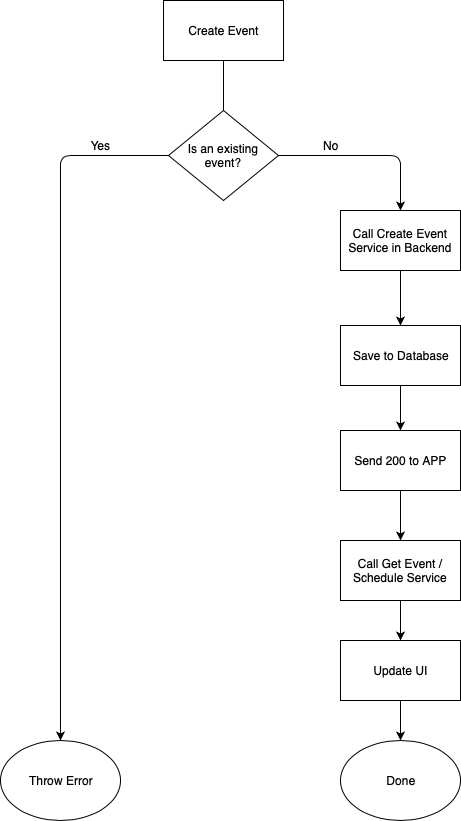 Create Event
Is an existing
event?
Yes
No
Call Create Event
Service in Backend
Save to Database
Send 200 to APP
Call Get Event /
Schedule Service
Update UI
Throw Error
Done